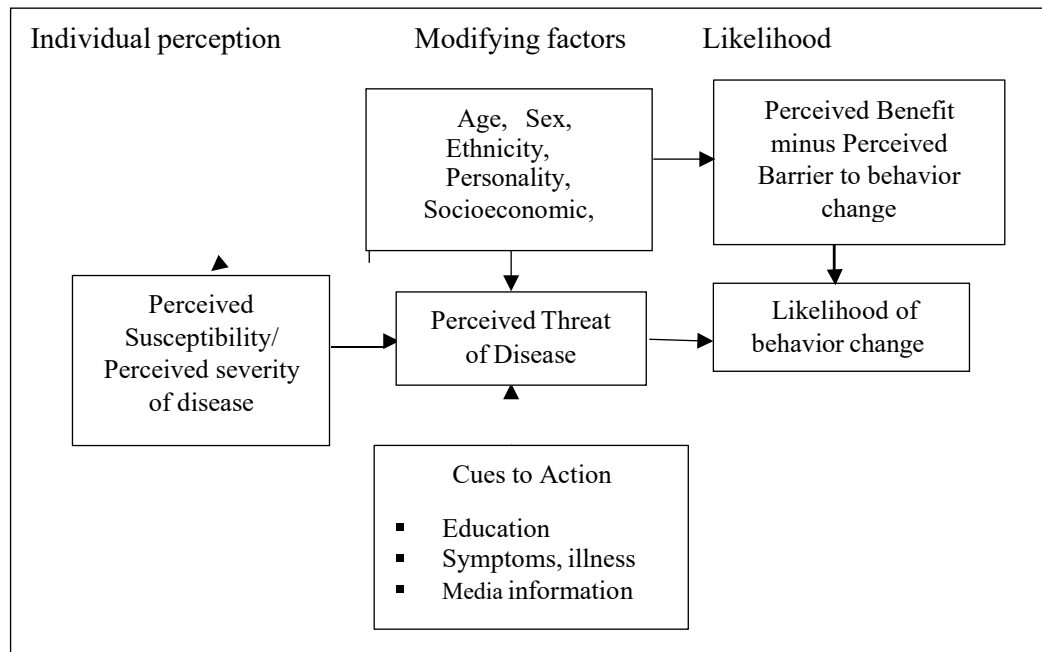 Individual perception
Modifying factors
Likelihood
Age, Sex,
Ethnicity,
Personality,
Socioeconomic,
Perceived Benefit
minus Perceived
Barrier to behavior
change
Perceived
Susceptibility/
Perceived severity
of disease
Perceived Threat
of Disease
Likelihood of
behavior change
Cues to Action
▪ Education
▪ Symptoms, illness
▪ Media information